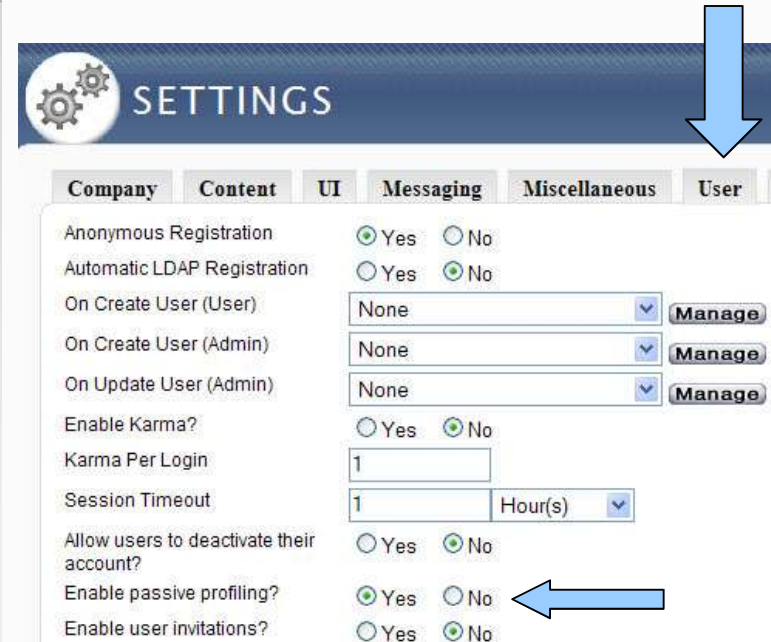 SETTINGS
Company Content UI Messaging Miscellaneous User
Anonymous Registration Yes No
Automatic LDAP Registration Yes No
On Create User (User) None Manage
On Create User (Admin) None Manage
On Update User (Admin) None Manage
Enable Karma? Yes No
Karma Per Login 1
Session Timeout 1 Hour(s)
Allow users to deactivate their Yes No
account?
Enable passive profiling? Yes No
Enable user invitations? Yes No